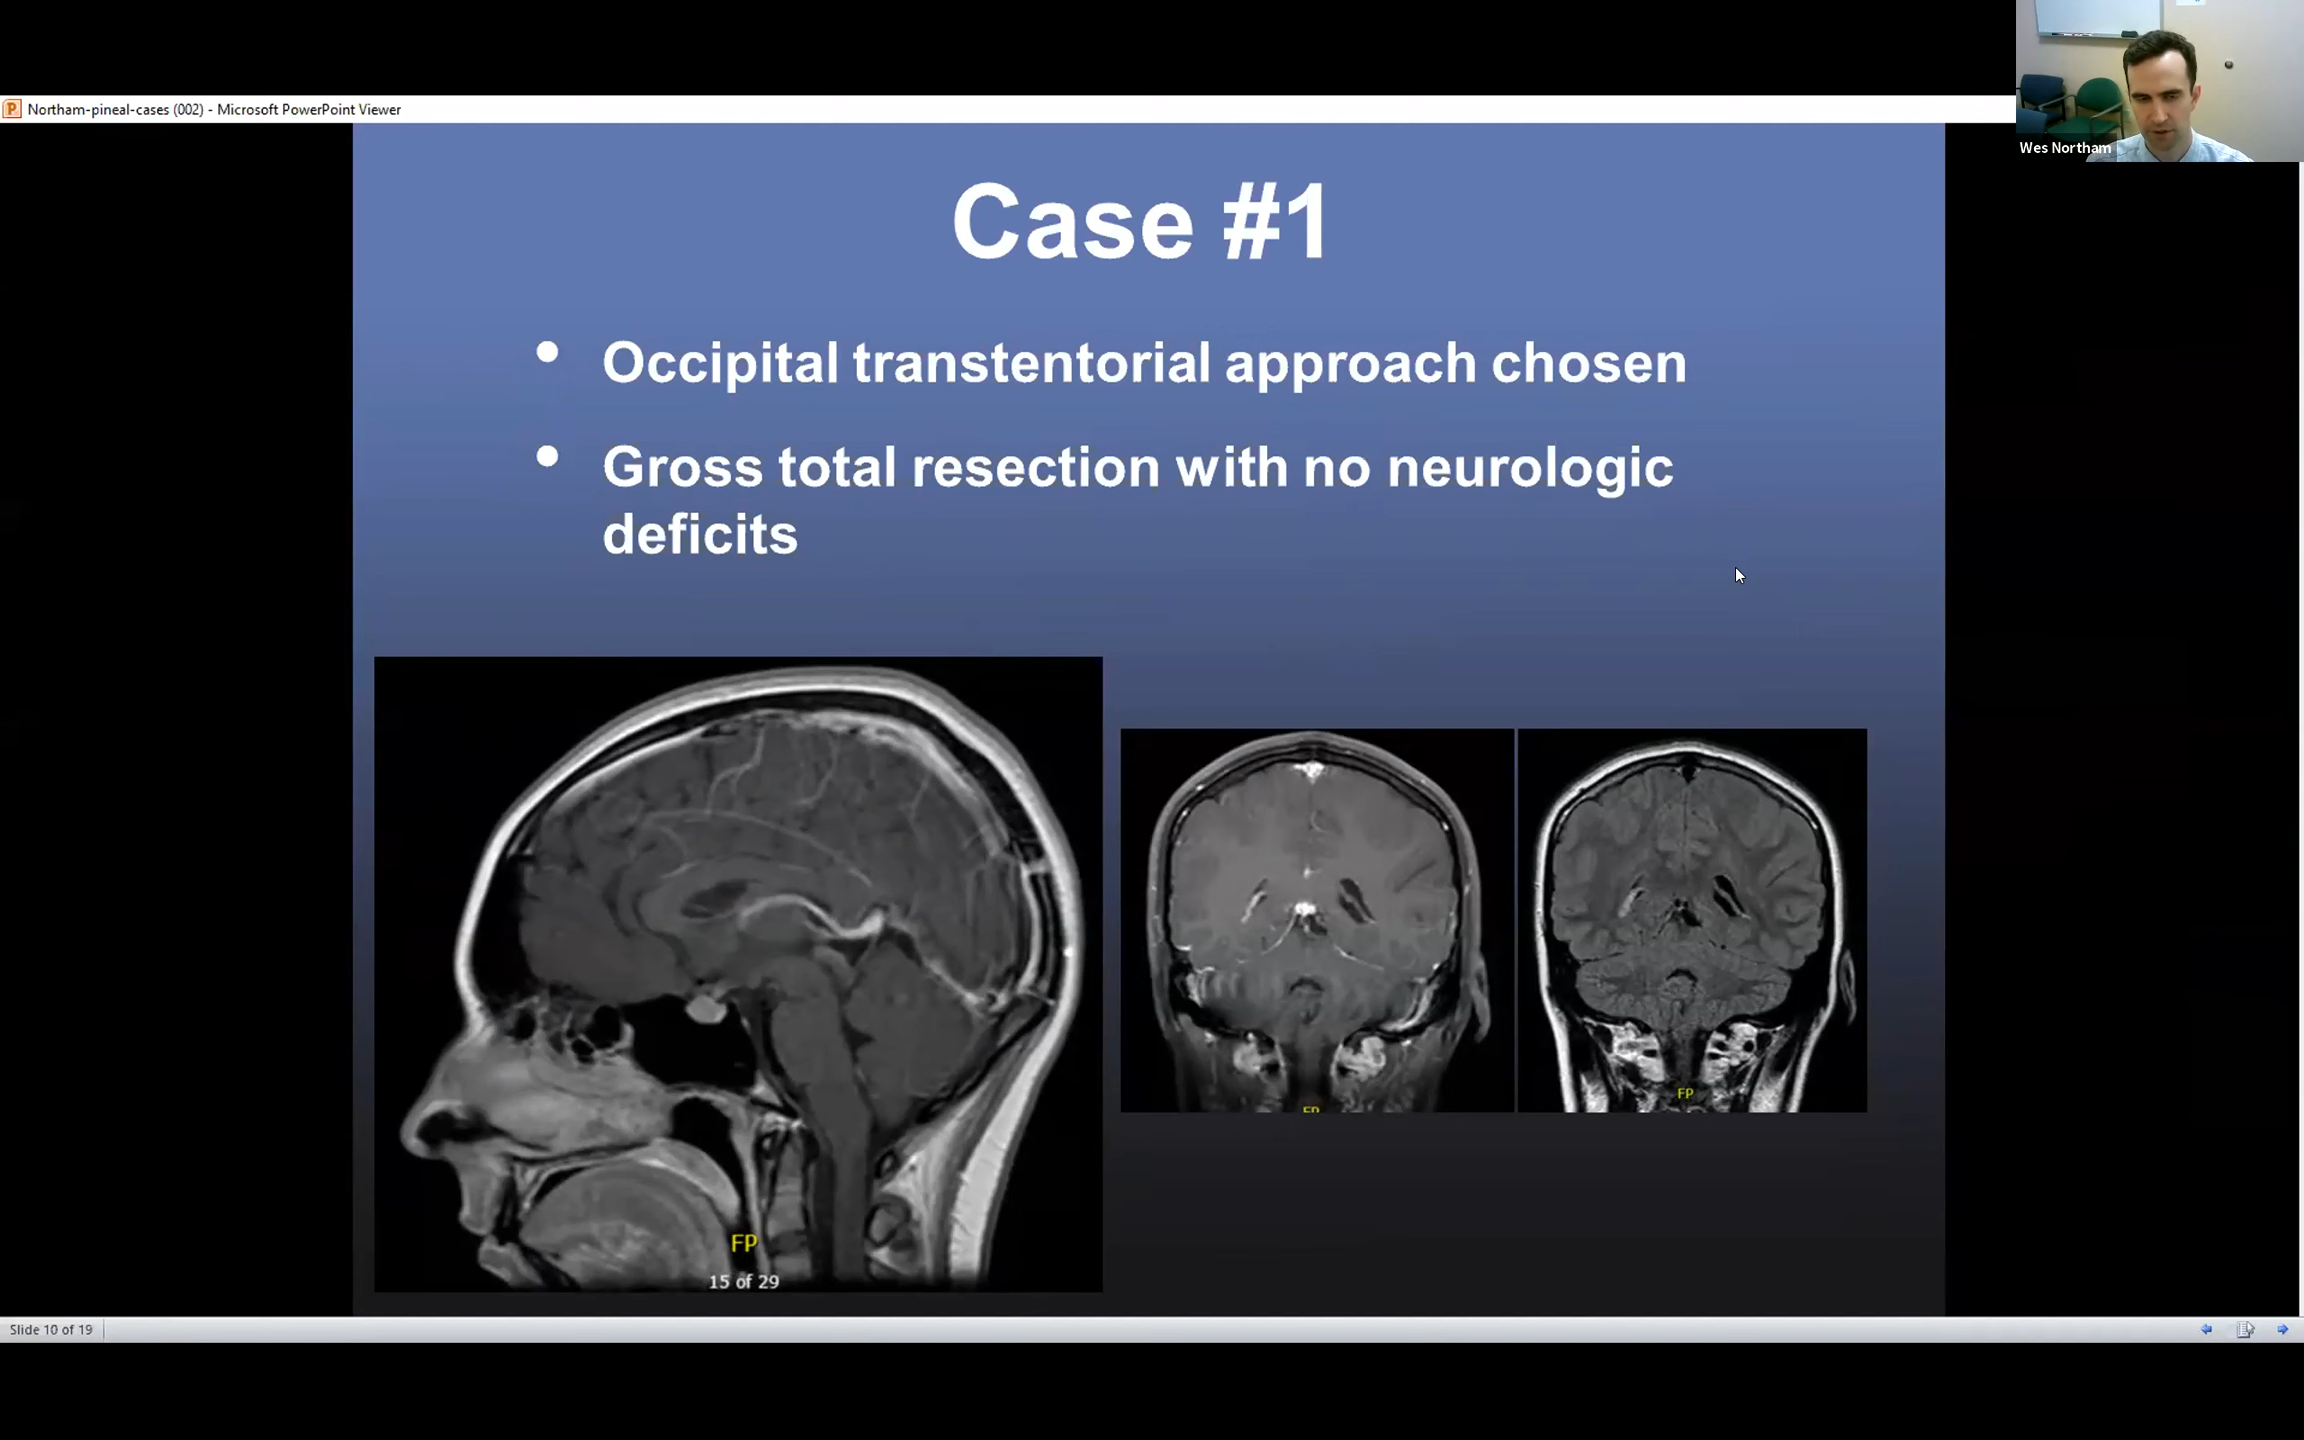 Northam-pineal-cases (002) - Microsoft PowerPoint Viewer
Wes Northam
Case #1
• Occipital transtentorial approach chosen
• Gross total resection with no neurologic
deficits
FP
15 of 29
FP
FP
Slide 10 of 19